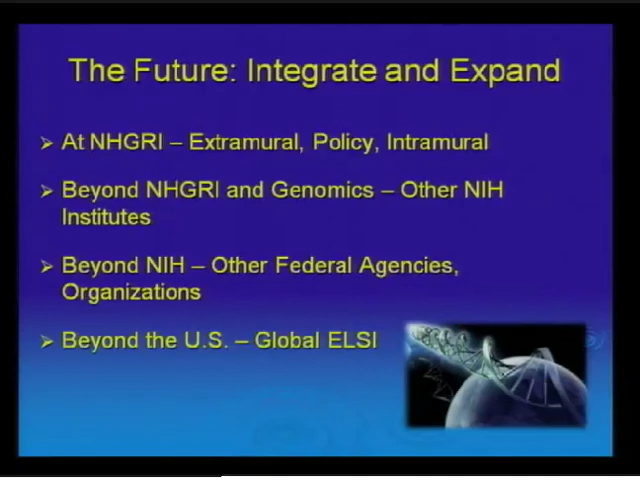 The Future: Integrate and Expand
➢ At NHGRI – Extramural, Policy, Intramural
➢ Beyond NHGRI and Genomics – Other NIH
Institutes
➢ Beyond NIH – Other Federal Agencies,
Organizations
➢ Beyond the U.S. – Global ELSI